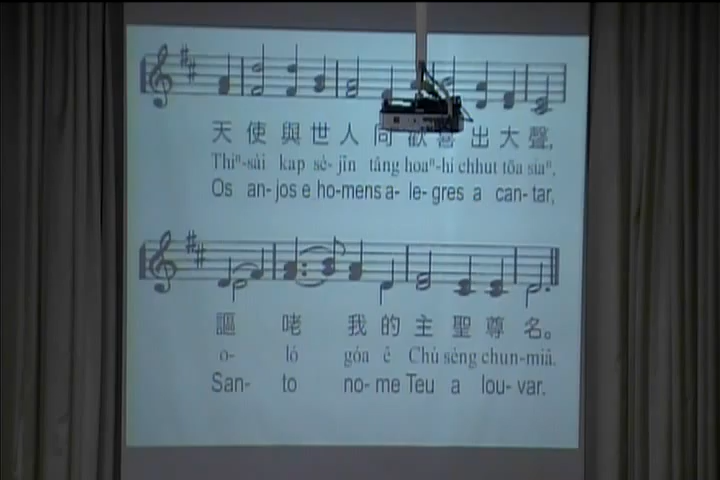 天使與世人同歡喜出大聲,
Thiⁿ-sài kap sè- jîn tâng hoaⁿ-hí chhut tōa siaⁿ,
Os an- jos e ho-mens a- le- gres a can- tar,
謳咾我的主聖尊名。
o- ló góa ê Chú sèng chun-miâ.
San- to no- me Teu a lou- var.